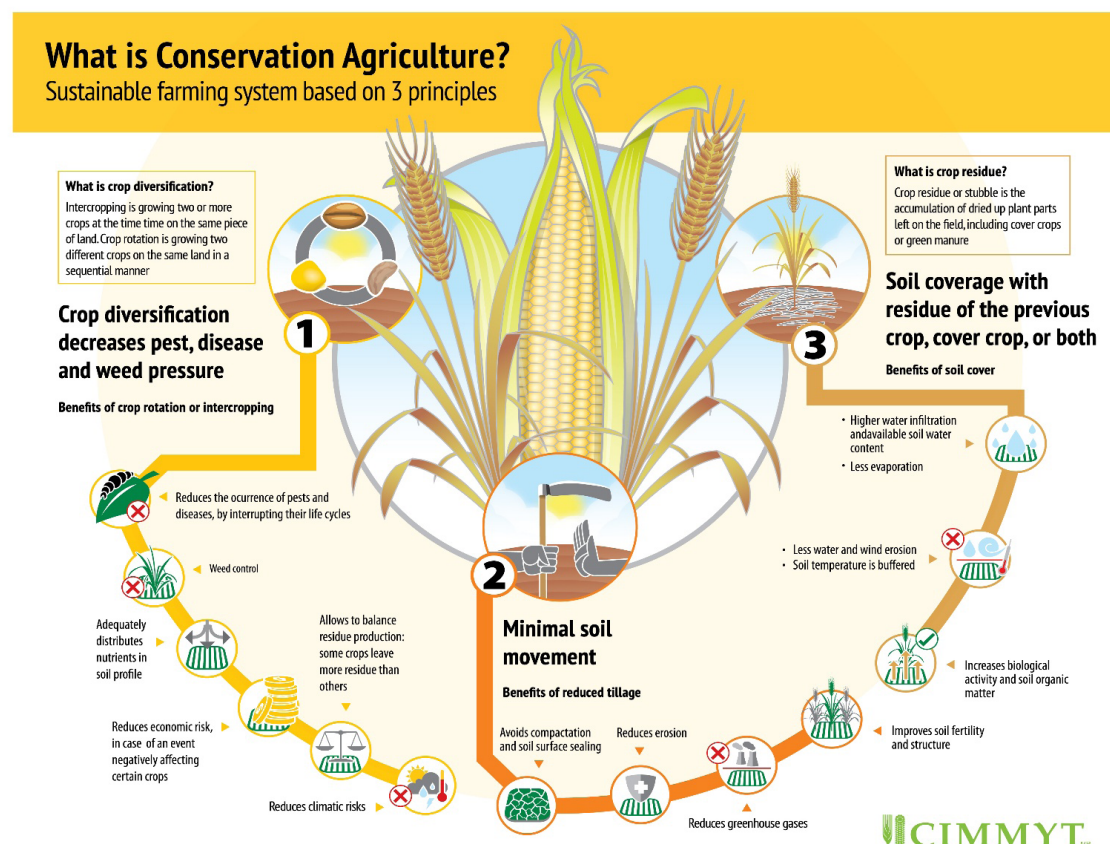 What is Conservation Agriculture?
Sustainable farming system based on 3 principles
What is crop diversification?
Intercropping is growing two or more
crops at the time time on the same piece
of land. Crop rotation is growing two
different crops on the same land in a
sequential manner
Crop diversification
decreases pest, disease
and weed pressure
Benefits of crop rotation or intercropping
1
Reduces the ocurrence of pests and
diseases, by interrupting their life cycles
Weed control
Adequately
distributes
nutrients in
soil profile
Reduces economic risk,
in case of an event
negatively affecting
certain crops
Allows to balance
residue production:
some crops leave
more residue than
others
Reduces climatic risks
2
Minimal soil
movement
Benefits of reduced tillage
Avoids compactation
and soil surface sealing
Reduces erosion
Reduces greenhouse gases
Improves soil fertility
and structure
What is crop residue?
Crop residue or stubble is the
accumulation of dried up plant parts
left on the field, including cover crops
or green manure
3
Soil coverage with
residue of the previous
crop, cover crop, or both
Benefits of soil cover
• Higher water infiltration
andavailable soil water
content
• Less evaporation
• Less water and wind erosion
• Soil temperature is buffered
Increases biological
activity and soil organic
matter
CIMMYT